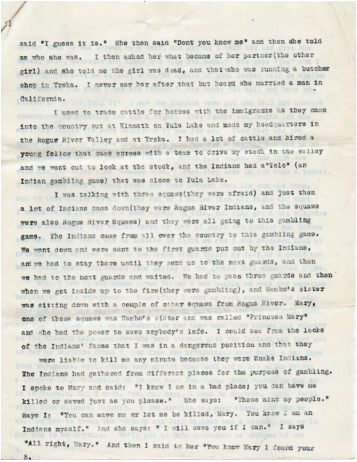 said "I guess it is." She then said "Dont you know me" and then she told
me who she was. I then asked her what became of her partner(the other
girl) and she told me the girl was dead, and that she was running a butcher
shop in Yreka. I never saw her after that but heard she married a man in
California.
I used to trade cattle for horses with the immigrants as they came
into the country out at Klamath on Tula Lake and made my headquarters in
the Rogue River Valley and at Yreka. I had a lot of cattle and hired a
young fellow that came across with a team to drive my stock in the valley
and we went out to look at the stock, and the Indians had a "Tolo" (an
Indian gambling game) that was close to Tula Lake.
I was talking with three squaws(they were afraid) and just then
a lot of Indians came down(they were Rogue River Indians, and the squaws
were also Rogue River Squaws) and they were all going to this gambling
game. The Indians came from all over the country to this gambling game.
We went down and were sent to the first guards put out by the Indians,
and we had to stay there until they sent us to the next guards, and then
we had to the next guards and waited. We had to pass three guards and then
when we got inside up to the fire(they were gambling), and Sambo's sister
was sitting down with a couple of other squaws from Rogue River. Mary,
one of these squaws was Sambo's sister and was called "Princess Mary"
and she had the power to save anybody's life. I could see from the looks
of the Indians' faces that I was in a dangerous position and that they
were liable to kill me any minute because they were Snake Indians.
The Indians had gathered from different places for the purpose of gambling.
I spoke to Mary and said: "I know I am in a bad place; you can have me
killed or saved just as you please." She says: "These aint my people."
Says I: "You can save me or let me be killed, Mary. You know I am an
Indians myself." And she says: "I will save you if I can." I says
"All right, Mary." And then I said to her "You know Mary I found your
3.